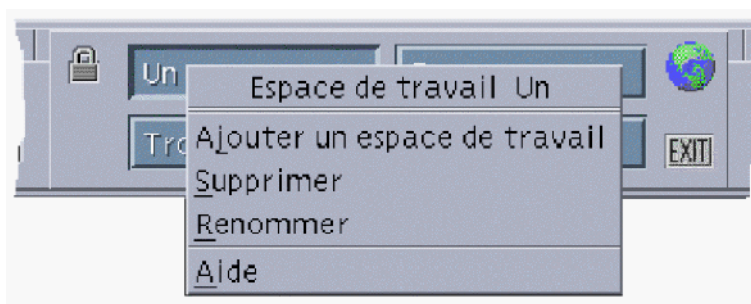 Un
Espace de travail Un
Ajouter un espace de travail
Supprimer
Renommer
Aide
EXIT